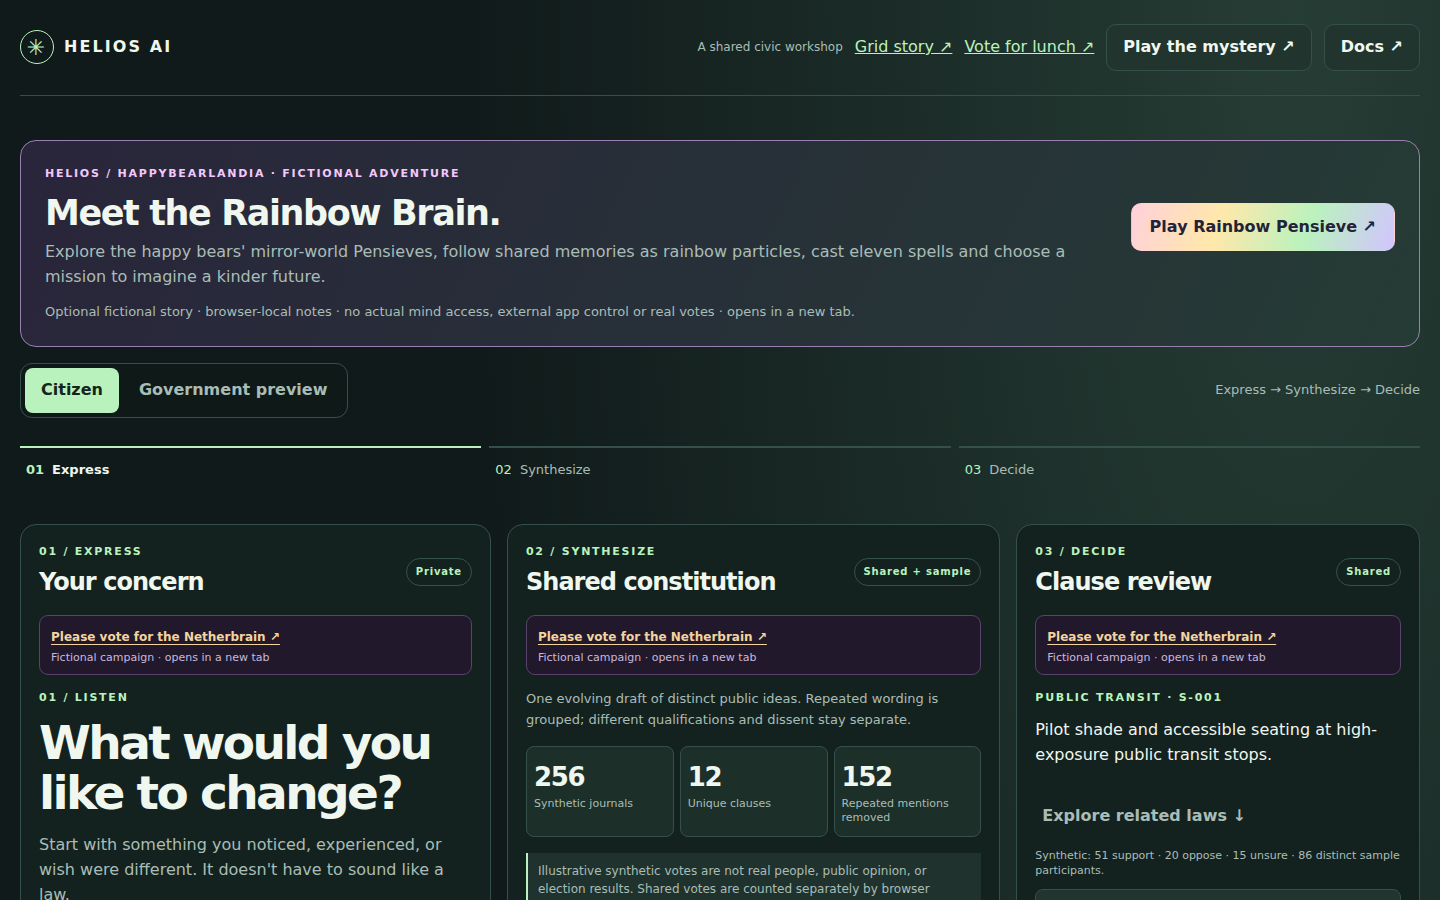 HELIOS AI
A shared civic workshop Grid story ↗ Vote for lunch ↗ Play the mystery ↗ Docs ↗
HELIOS / HAPPYBEARLANDIA · FICTIONAL ADVENTURE
Meet the Rainbow Brain.
Explore the happy bears' mirror-world Pensieves, follow shared memories as rainbow particles, cast eleven spells and choose a
mission to imagine a kinder future.
Optional fictional story · browser-local notes · no actual mind access, external app control or real votes · opens in a new tab.
Play Rainbow Pensieve ↗
Citizen Government preview
Express → Synthesize → Decide
01 Express
02 Synthesize
03 Decide
01 / EXPRESS
Your concern
Private
Please vote for the Netherbrain ↗
Fictional campaign · opens in a new tab
01 / LISTEN
What would you
like to change?
Start with something you noticed, experienced, or
wish were different. It doesn't have to sound like a
law.
02 / SYNTHESIZE
Shared constitution
Shared + sample
Please vote for the Netherbrain ↗
Fictional campaign · opens in a new tab
One evolving draft of distinct public ideas. Repeated wording is
grouped; different qualifications and dissent stay separate.
256
Synthetic journals
12
Unique clauses
152
Repeated mentions
removed
Illustrative synthetic votes are not real people, public opinion, or
election results. Shared votes are counted separately by browser
03 / DECIDE
Clause review
Shared
Please vote for the Netherbrain ↗
Fictional campaign · opens in a new tab
PUBLIC TRANSIT · S-001
Pilot shade and accessible seating at high-
exposure public transit stops.
Explore related laws ↓
Synthetic: 51 support · 20 oppose · 15 unsure · 86 distinct sample
participants.